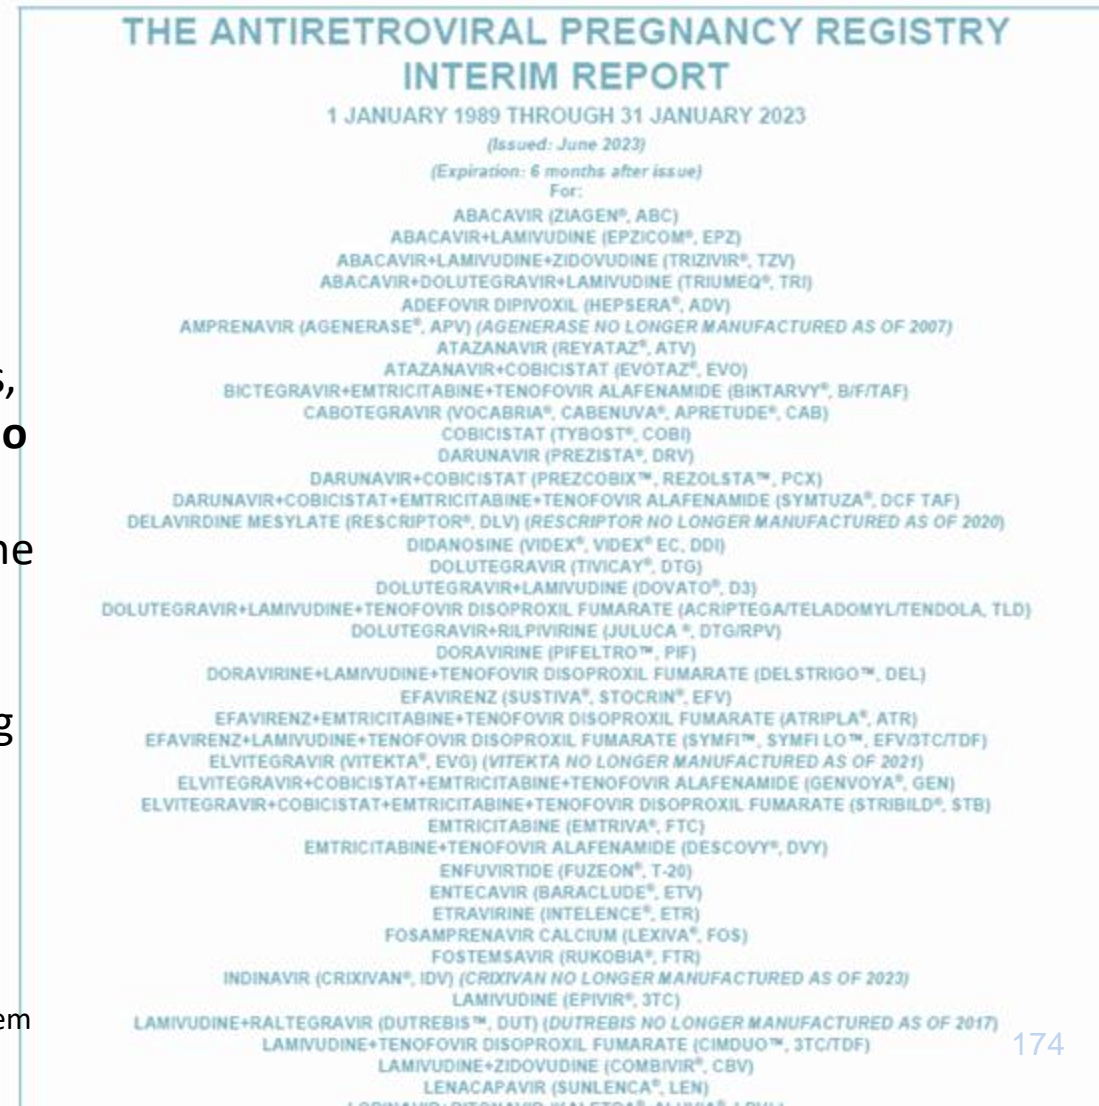 THE ANTIRETROVIRAL PREGNANCY REGISTRY
INTERIM REPORT
1 JANUARY 1989 THROUGH 31 JANUARY 2023
(Issued: June 2023)
(Expiration: 6 months after issue)
For:
ABACAVIR (ZIAGEN®, ABC)
ABACAVIR+LAMIVUDINE (EPZICOM®, EPZ)
ABACAVIR+LAMIVUDINE+ZIDOVUDINE (TRIZIVIR®, TZV)
ABACAVIR+DOLUTEGRAVIR+LAMIVUDINE (TRIUMEQ®, TRI)
ADEFOVIR DIPIVOXIL (HEPSERA®, ADV)
AMPRENAVIR (AGENERASE®, APV) (AGENERASE NO LONGER MANUFACTURED AS OF 2007)
ATAZANAVIR (REYATAZ®, ATV)
ATAZANAVIR+COBICISTAT (EVOTAZ®, EVO)
BICTEGRAVIR+EMTRICITABINE+TENOFOVIR ALAFENAMIDE (BIKTARVY®, B/F/TAF)
CABOTEGRAVIR (VOCABRIA®, CABENUVA®, APRETUDE®, CAB)
COBICISTAT (TYBOST®, COBI)
DARUNAVIR (PREZISTA®, DRV)
DARUNAVIR+COBICISTAT (PREZCOBIX™, REZOLSTA™, PCX)
DARUNAVIR+COBICISTAT+EMTRICITABINE+TENOFOVIR ALAFENAMIDE (SYMTUZA®, DCF TAF)
DELAVIRDINE MESYLATE (RESCRIPTOR®, DLV) (RESCRIPTOR NO LONGER MANUFACTURED AS OF 2020)
DIDANOSINE (VIDEX®, VIDEX® EC, DDI)
DOLUTEGRAVIR (TIVICAY®, DTG)
DOLUTEGRAVIR+LAMIVUDINE (DOVATO®, D3)
DOLUTEGRAVIR+LAMIVUDINE+TENOFOVIR DISOPROXIL FUMARATE (ACRIPTEGA/TELADOMYL/TENDOLA, TLD)
DOLUTEGRAVIR+RILPIVIRINE (JULUCA ®, DTG/RPV)
DORAVIRINE (PIFELTRO™, PIF)
DORAVIRINE+LAMIVUDINE+TENOFOVIR DISOPROXIL FUMARATE (DELSTRIGO™, DEL)
EFAVIRENZ (SUSTIVA®, STOCRIN®, EFV)
EFAVIRENZ+EMTRICITABINE+TENOFOVIR DISOPROXIL FUMARATE (ATRIPLA®, ATR)
EFAVIRENZ+LAMIVUDINE+TENOFOVIR DISOPROXIL FUMARATE (SYMFI™, SYMFI LO™, EFV/3TC/TDF)
ELVITEGRAVIR (VITEKTA®, EVG) (VITEKTA NO LONGER MANUFACTURED AS OF 2021)
ELVITEGRAVIR+COBICISTAT+EMTRICITABINE+TENOFOVIR ALAFENAMIDE (GENVOYA®, GEN)
ELVITEGRAVIR+COBICISTAT+EMTRICITABINE+TENOFOVIR DISOPROXIL FUMARATE (STRIBILD®, STB)
EMTRICITABINE (EMTRIVA®, FTC)
EMTRICITABINE+TENOFOVIR ALAFENAMIDE (DESCOVY®, DVY)
ENFUVIRTIDE (FUZEON®, T-20)
ENTECAVIR (BARACLUDE®, ETV)
ETRAVIRINE (INTELENCE®, ETR)
FOSAMPRENAVIR CALCIUM (LEXIVA®, FOS)
FOSTEMSAVIR (RUKOBIA®, FTR)
INDINAVIR (CRIXIVAN®, IDV) (CRIXIVAN NO LONGER MANUFACTURED AS OF 2023)
LAMIVUDINE (EPIVIR®, 3TC)
LAMIVUDINE+RALTEGRAVIR (DUTREBIS™, DUT) (DUTREBIS NO LONGER MANUFACTURED AS OF 2017)
LAMIVUDINE+TENOFOVIR DISOPROXIL FUMARATE (CIMDUO™, 3TC/TDF)
LAMIVUDINE+ZIDOVUDINE (COMBIVIR®, CBV)
LENACAPAVIR (SUNLENCA®, LEN)
174